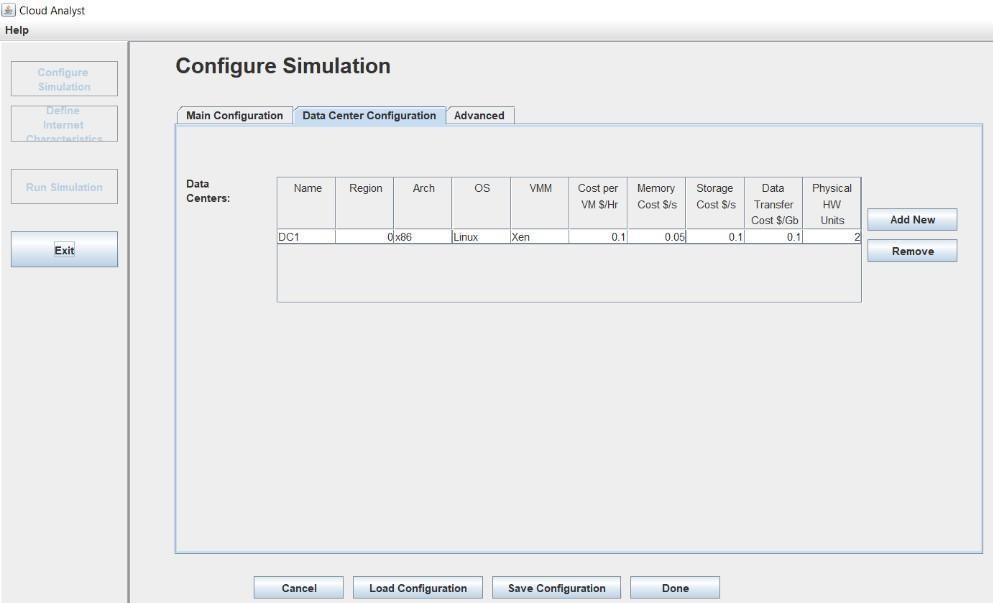 Cloud Analyst
Help
Configure
Simulation
Define
Internet
Characteristics
Run Simulation
Exit
Configure Simulation
Main Configuration Data Center Configuration Advanced
Data
Centers:
Name Region Arch OS VMM Cost per Memory Storage Data Physical
VM $/Hr Cost $/s Cost $/s Transfer HW
Cost $/Gb Units
DC1 0 x86 Linux Xen 0.1 0.05 0.1 0.1 2
Add New
Remove
Cancel Load Configuration Save Configuration Done